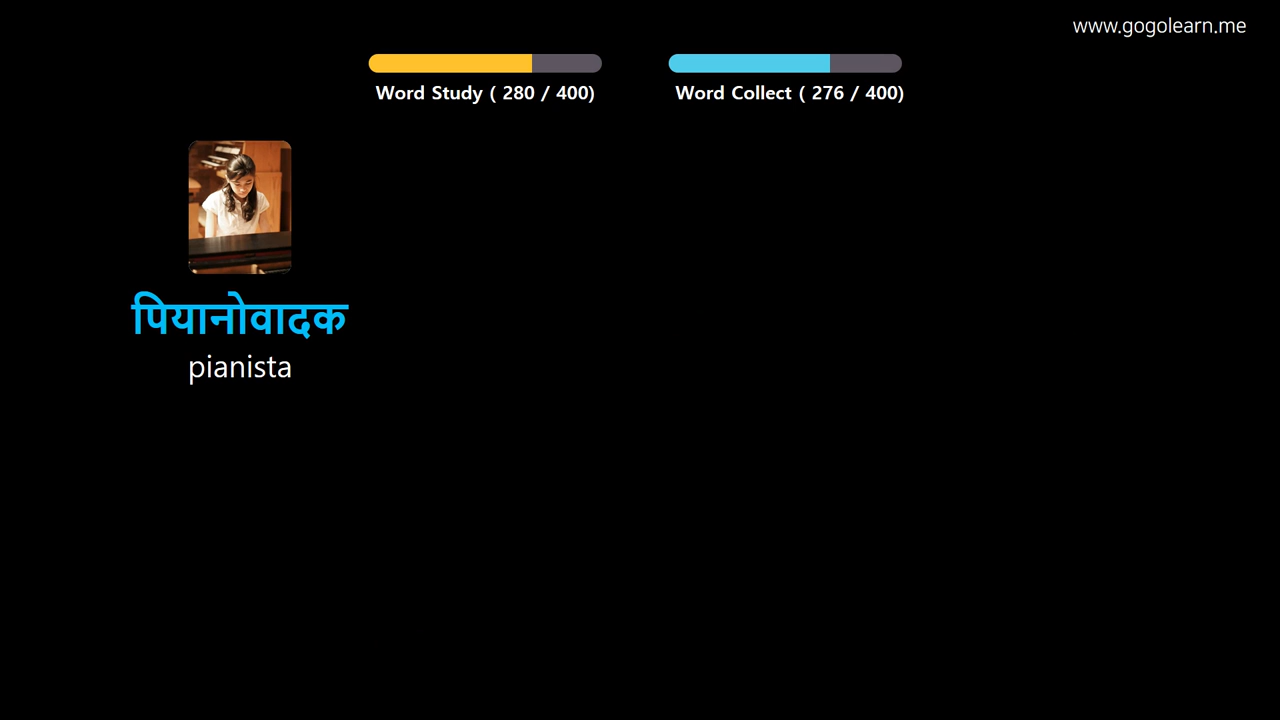 www.gogolearn.me
Word Study ( 280 / 400)
Word Collect ( 276 / 400)
पियानोवादक
pianista